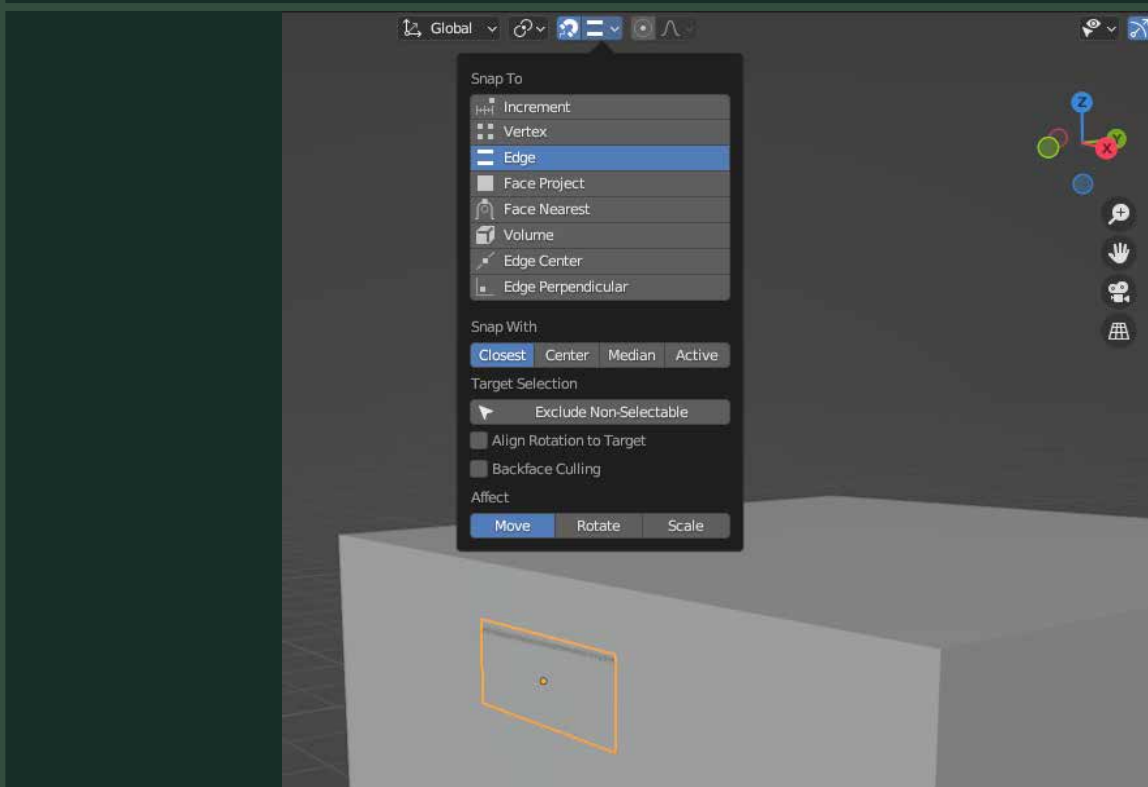 Global
Snap To
Increment
Vertex
Edge
Face Project
Face Nearest
Volume
Edge Center
Edge Perpendicular
Snap With
Closest Center Median Active
Target Selection
Exclude Non-Selectable
Align Rotation to Target
Backface Culling
Affect
Move Rotate Scale
Z
Y
X